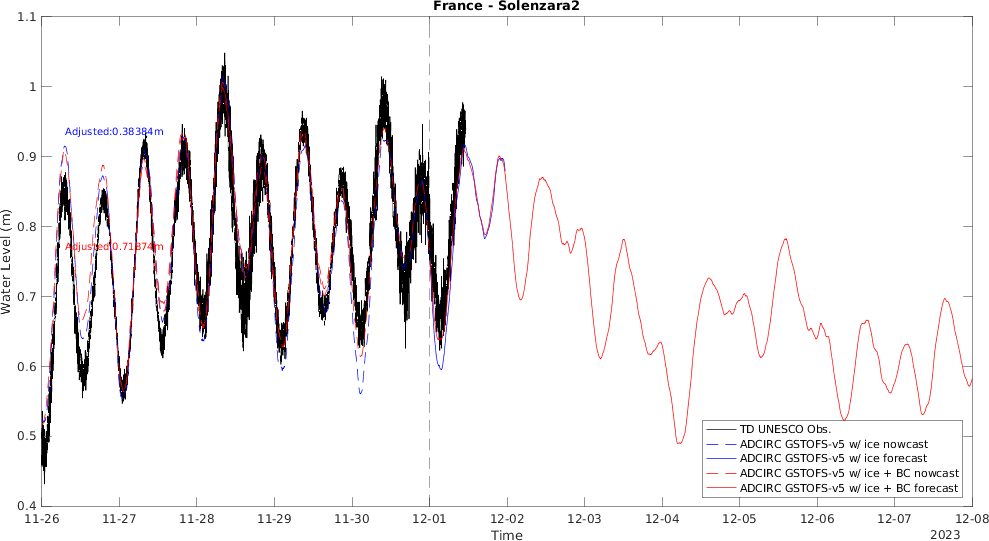 France - Solenzara2
1.1
1
0.9
0.8
0.7
0.6
0.5
0.4
Water Level (m)
Adjusted:0.38384m
Adjusted:0.71874m
TD UNESCO Obs.
ADCIRC GSTOFS-v5 w/ ice nowcast
ADCIRC GSTOFS-v5 w/ ice forecast
ADCIRC GSTOFS-v5 w/ ice + BC nowcast
ADCIRC GSTOFS-v5 w/ ice + BC forecast
11-26 11-27 11-28 11-29 11-30 12-01 12-02 12-03 12-04 12-05 12-06 12-07 12-08
Time
2023